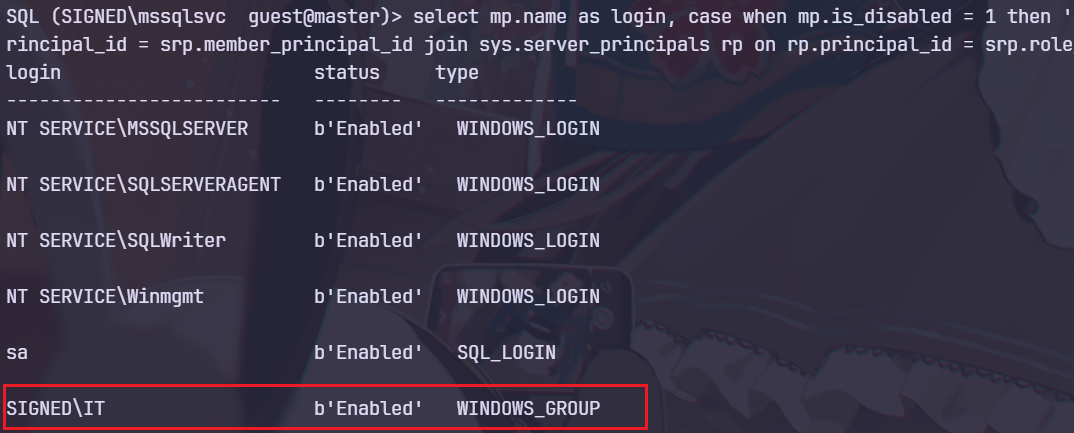 SQL (SIGNED\mssqlsvc  guest@master)> select mp.name as login, case when mp.is_disabled = 1 then '
rincipal_id = srp.member_principal_id join sys.server_principals rp on rp.principal_id = srp.role
login                       status     type
-------------------------   --------   -------------
NT SERVICE\MSSQLSERVER      b'Enabled'   WINDOWS_LOGIN
NT SERVICE\SQLSERVERAGENT   b'Enabled'   WINDOWS_LOGIN
NT SERVICE\SQLWriter        b'Enabled'   WINDOWS_LOGIN
NT SERVICE\Winmgmt          b'Enabled'   WINDOWS_LOGIN
sa                          b'Enabled'   SQL_LOGIN
SIGNED\IT                   b'Enabled'   WINDOWS_GROUP